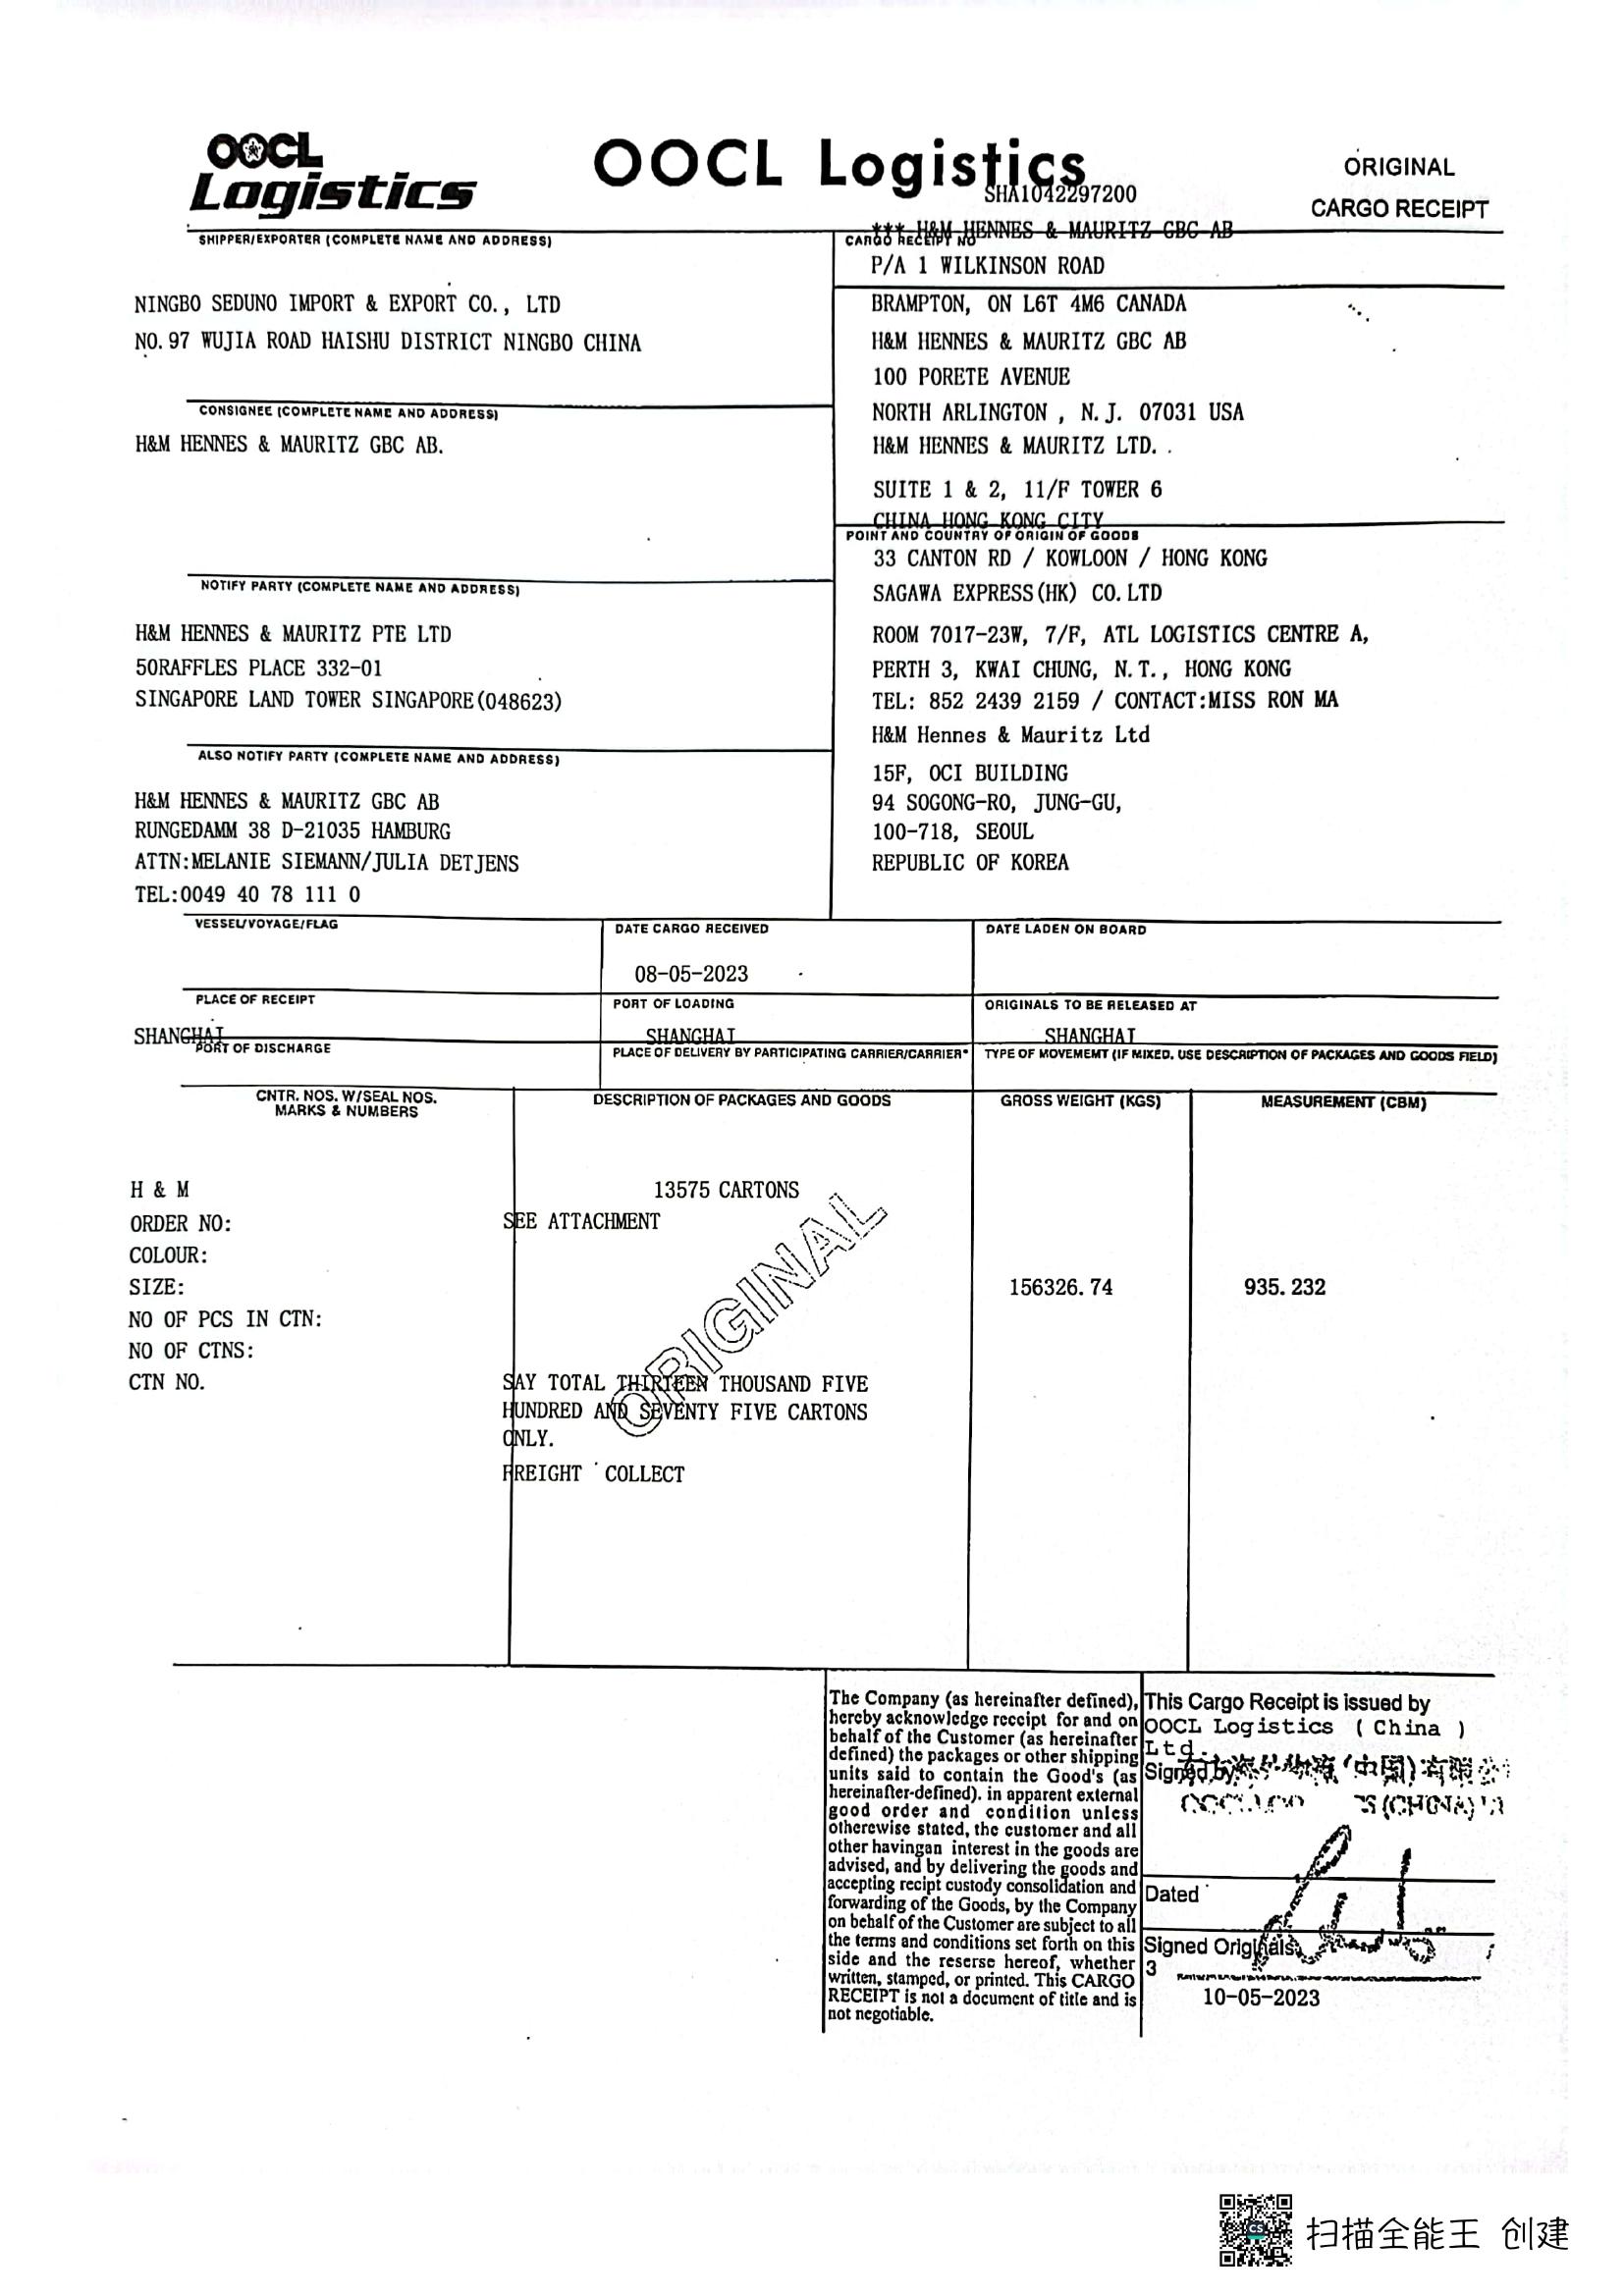 OOCL
Logistics
OOCL Logistics
ORIGINAL
CARGO RECEIPT
SHA1042297200
SHIPPER/EXPORTER (COMPLETE NAME AND ADDRESS)
CARGO RECEIPT NO
*** H&M HENNES & MAURITZ GBC AB
P/A 1 WILKINSON ROAD
NINGBO SEDUNO IMPORT & EXPORT CO., LTD
NO.97 WUJIA ROAD HAISHU DISTRICT NINGBO CHINA
BRAMPTON, ON L6T 4M6 CANADA
H&M HENNES & MAURITZ GBC AB
100 PORETE AVENUE
NORTH ARLINGTON , N.J. 07031 USA
H&M HENNES & MAURITZ LTD.
SUITE 1 & 2, 11/F TOWER 6
CHINA HONG KONG CITY
CONSIGNEE (COMPLETE NAME AND ADDRESS)
H&M HENNES & MAURITZ GBC AB.
POINT AND COUNTRY OF ORIGIN OF GOODS
33 CANTON RD / KOWLOON / HONG KONG
SAGAWA EXPRESS(HK) CO.LTD
ROOM 7017-23W, 7/F, ATL LOGISTICS CENTRE A,
PERTH 3, KWAI CHUNG, N.T., HONG KONG
TEL: 852 2439 2159 / CONTACT:MISS RON MA
H&M Hennes & Mauritz Ltd
15F, OCI BUILDING
94 SOGONG-RO, JUNG-GU,
100-718, SEOUL
REPUBLIC OF KOREA
NOTIFY PARTY (COMPLETE NAME AND ADDRESS)
H&M HENNES & MAURITZ PTE LTD
50RAFFLES PLACE 332-01
SINGAPORE LAND TOWER SINGAPORE(048623)
ALSO NOTIFY PARTY (COMPLETE NAME AND ADDRESS)
H&M HENNES & MAURITZ GBC AB
RUNGEDAMM 38 D-21035 HAMBURG
ATTN:MELANIE SIEMANN/JULIA DETJENS
TEL:0049 40 78 111 0
VESSEL/VOYAGE/FLAG
DATE CARGO RECEIVED
DATE LADEN ON BOARD
08-05-2023
PLACE OF RECEIPT
PORT OF LOADING
ORIGINALS TO BE RELEASED AT
SHANGHAI
SHANGHAI
SHANGHAI
PORT OF DISCHARGE
PLACE OF DELIVERY BY PARTICIPATING CARRIER/CARRIER*
TYPE OF MOVEMEMT (IF MIXED. USE DESCRIPTION OF PACKAGES AND GOODS FIELD)
CNTR. NOS. W/SEAL NOS.
MARKS & NUMBERS
DESCRIPTION OF PACKAGES AND GOODS
GROSS WEIGHT (KGS)
MEASUREMENT (CBM)
H & M
13575 CARTONS
ORDER NO:
SEE ATTACHMENT
COLOUR:
SIZE:
156326.74
935.232
NO OF PCS IN CTN:
NO OF CTNS:
CTN NO.
ORIGINAL
SAY TOTAL THIRTEEN THOUSAND FIVE
HUNDRED AND SEVENTY FIVE CARTONS
ONLY.
FREIGHT COLLECT
The Company (as hereinafter defined),
hereby acknowledge receipt for and on
behalf of the Customer (as hereinafter
defined) the packages or other shipping
units said to contain the Good's (as
hereinafter-defined). in apparent external
good order and condition unless
otherewise stated, the customer and all
other havingan interest in the goods are
advised, and by delivering the goods and
accepting recipt custody consolidation and
forwarding of the Goods, by the Company
on behalf of the Customer are subject to all
the terms and conditions set forth on this
side and the reserse hereof, whether
written, stamped, or printed. This CARGO
RECEIPT is not a document of title and is
not negotiable.
This Cargo Receipt is issued by
OOCL Logistics ( China )
Ltd.
Signed by
(中国)有限公
(CHINA)
Dated
Signed Originals
3
10-05-2023
扫描全能王 创建